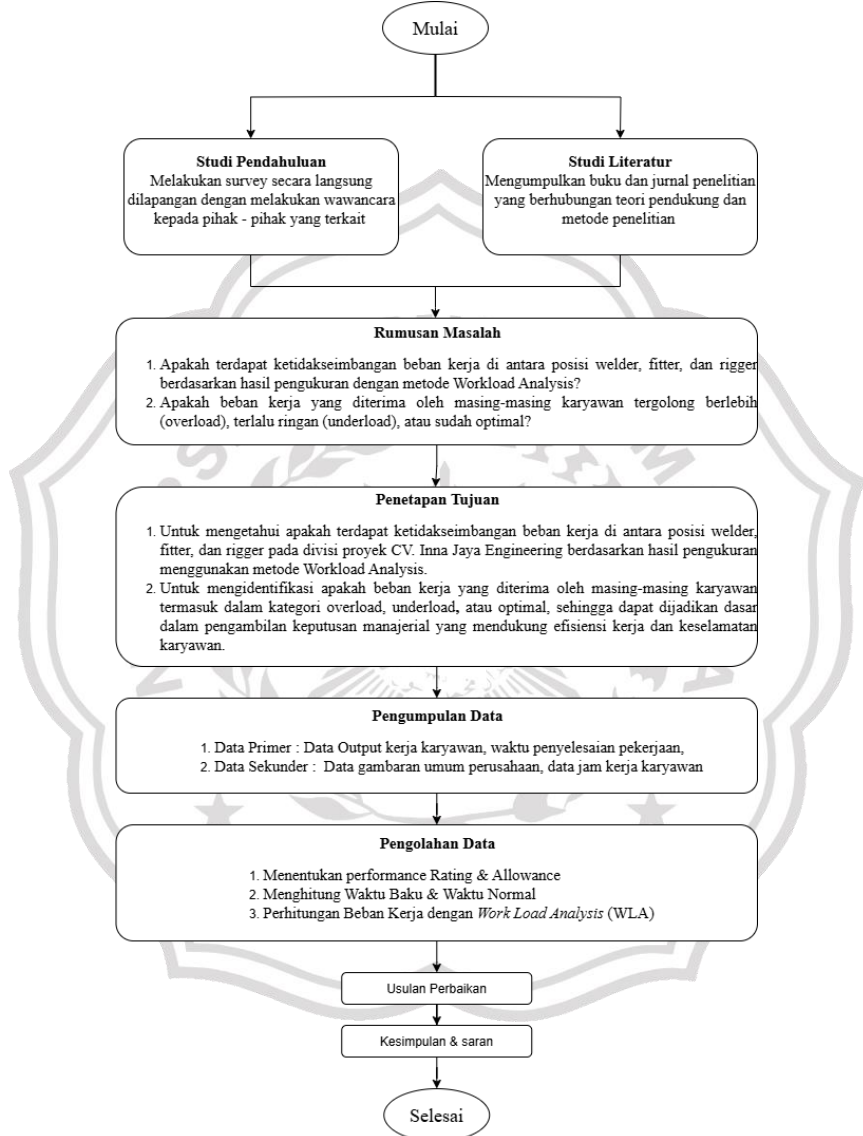 Mulai
Studi Pendahuluan
Melakukan survey secara langsung
dilapangan dengan melakukan wawancara
kepada pihak - pihak yang terkait
Studi Literatur
Mengumpulkan buku dan jurnal penelitian
yang berhubungan teori pendukung dan
metode penelitian
Rumusan Masalah
1. Apakah terdapat ketidakseimbangan beban kerja di antara posisi welder, fitter, dan rigger
berdasarkan hasil pengukuran dengan metode Workload Analysis?
2. Apakah beban kerja yang diterima oleh masing-masing karyawan tergolong berlebih
(overload), terlalu ringan (underload), atau sudah optimal?
Penetapan Tujuan
1. Untuk mengetahui apakah terdapat ketidakseimbangan beban kerja di antara posisi welder,
fitter, dan rigger pada divisi proyek CV. Inna Jaya Engineering berdasarkan hasil pengukuran
menggunakan metode Workload Analysis.
2. Untuk mengidentifikasi apakah beban kerja yang diterima oleh masing-masing karyawan
termasuk dalam kategori overload, underload, atau optimal, sehingga dapat dijadikan dasar
dalam pengambilan keputusan manajerial yang mendukung efisiensi kerja dan keselamatan
karyawan.
Pengumpulan Data
1. Data Primer : Data Output kerja karyawan, waktu penyelesaian pekerjaan,
2. Data Sekunder : Data gambaran umum perusahaan, data jam kerja karyawan
Pengolahan Data
1. Menentukan performance Rating & Allowance
2. Menghitung Waktu Baku & Waktu Normal
3. Perhitungan Beban Kerja dengan Work Load Analysis (WLA)
Usulan Perbaikan
Kesimpulan & saran
Selesai